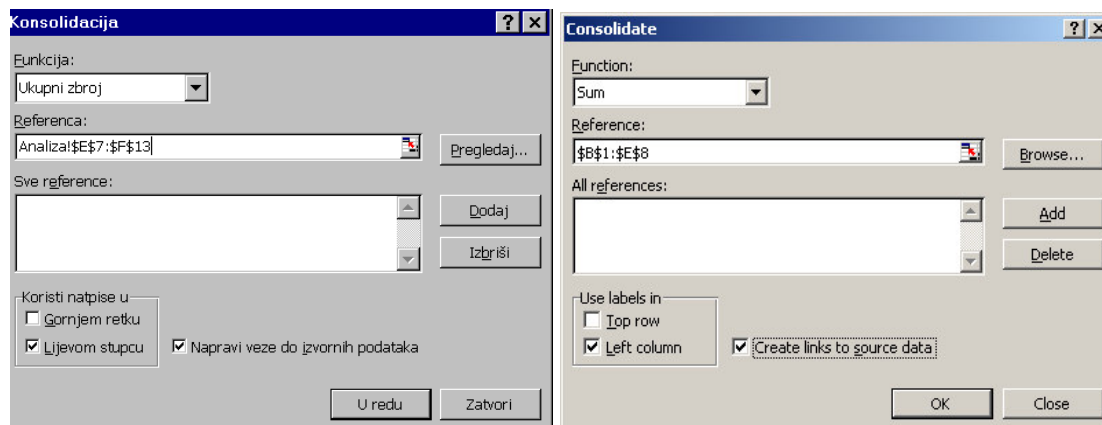 Konsolidacija
Funkcija:
Ukupni zbroj
Referenca:
Analiza!$E$7:$F$13
Pregledaj...
Sve reference:
Dodaj
Izbriši
Koristi natpise u
Gornjem retku
Lijevom stupcu
Napravi veze do izvornih podataka
U redu
Zatvori
Consolidate
Function:
Sum
Reference:
$B$1:$E$8
Browse...
All references:
Add
Delete
Use labels in
Top row
Left column
Create links to source data
OK
Close